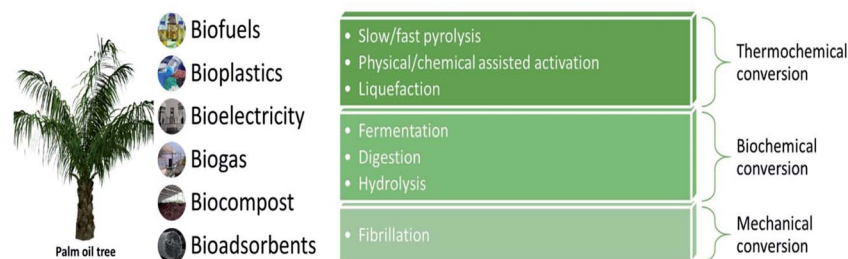 Biofuels
Bioplastics
Bioelectricity
Biogas
Biocompost
Bioadsorbents
Palm oil tree
• Slow/fast pyrolysis
• Physical/chemical assisted activation
• Liquefaction
Thermochemical
conversion
• Fermentation
• Digestion
• Hydrolysis
Biochemical
conversion
• Fibrillation
Mechanical
conversion